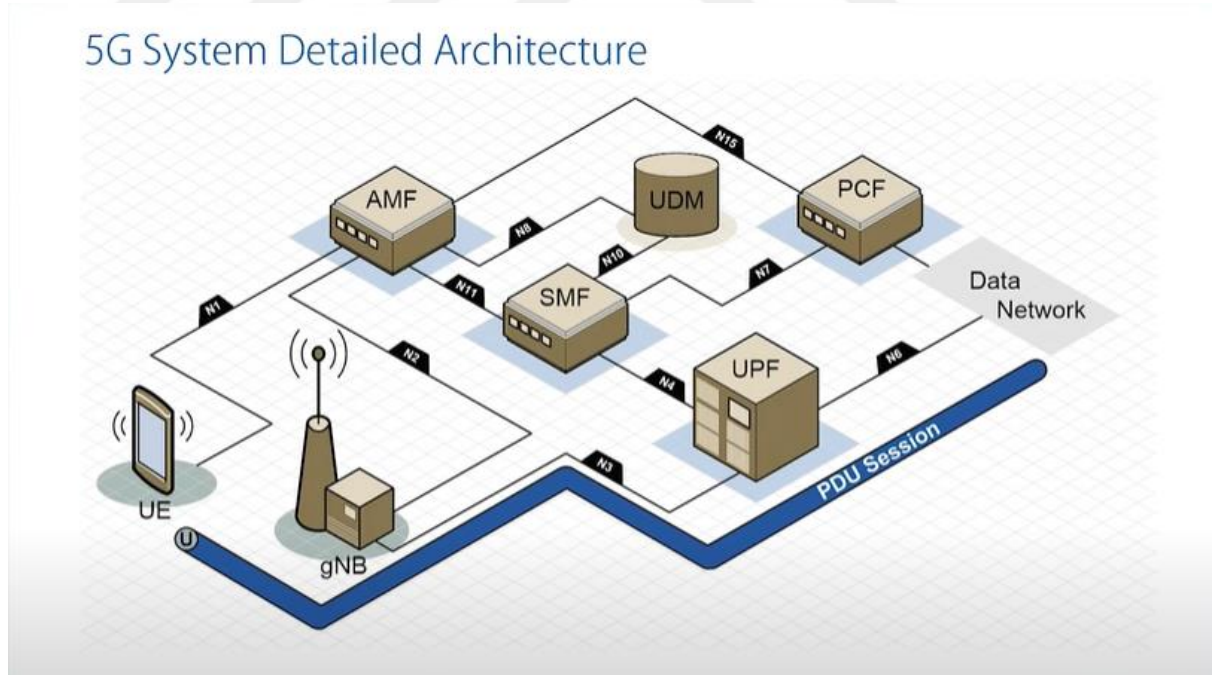 5G System Detailed Architecture
N15
AMF
UDM
PCF
N8
N10
N7
Data
Network
N11
SMF
N1
N2
N4
UPF
N6
N3
PDU Session
UE
U
gNB